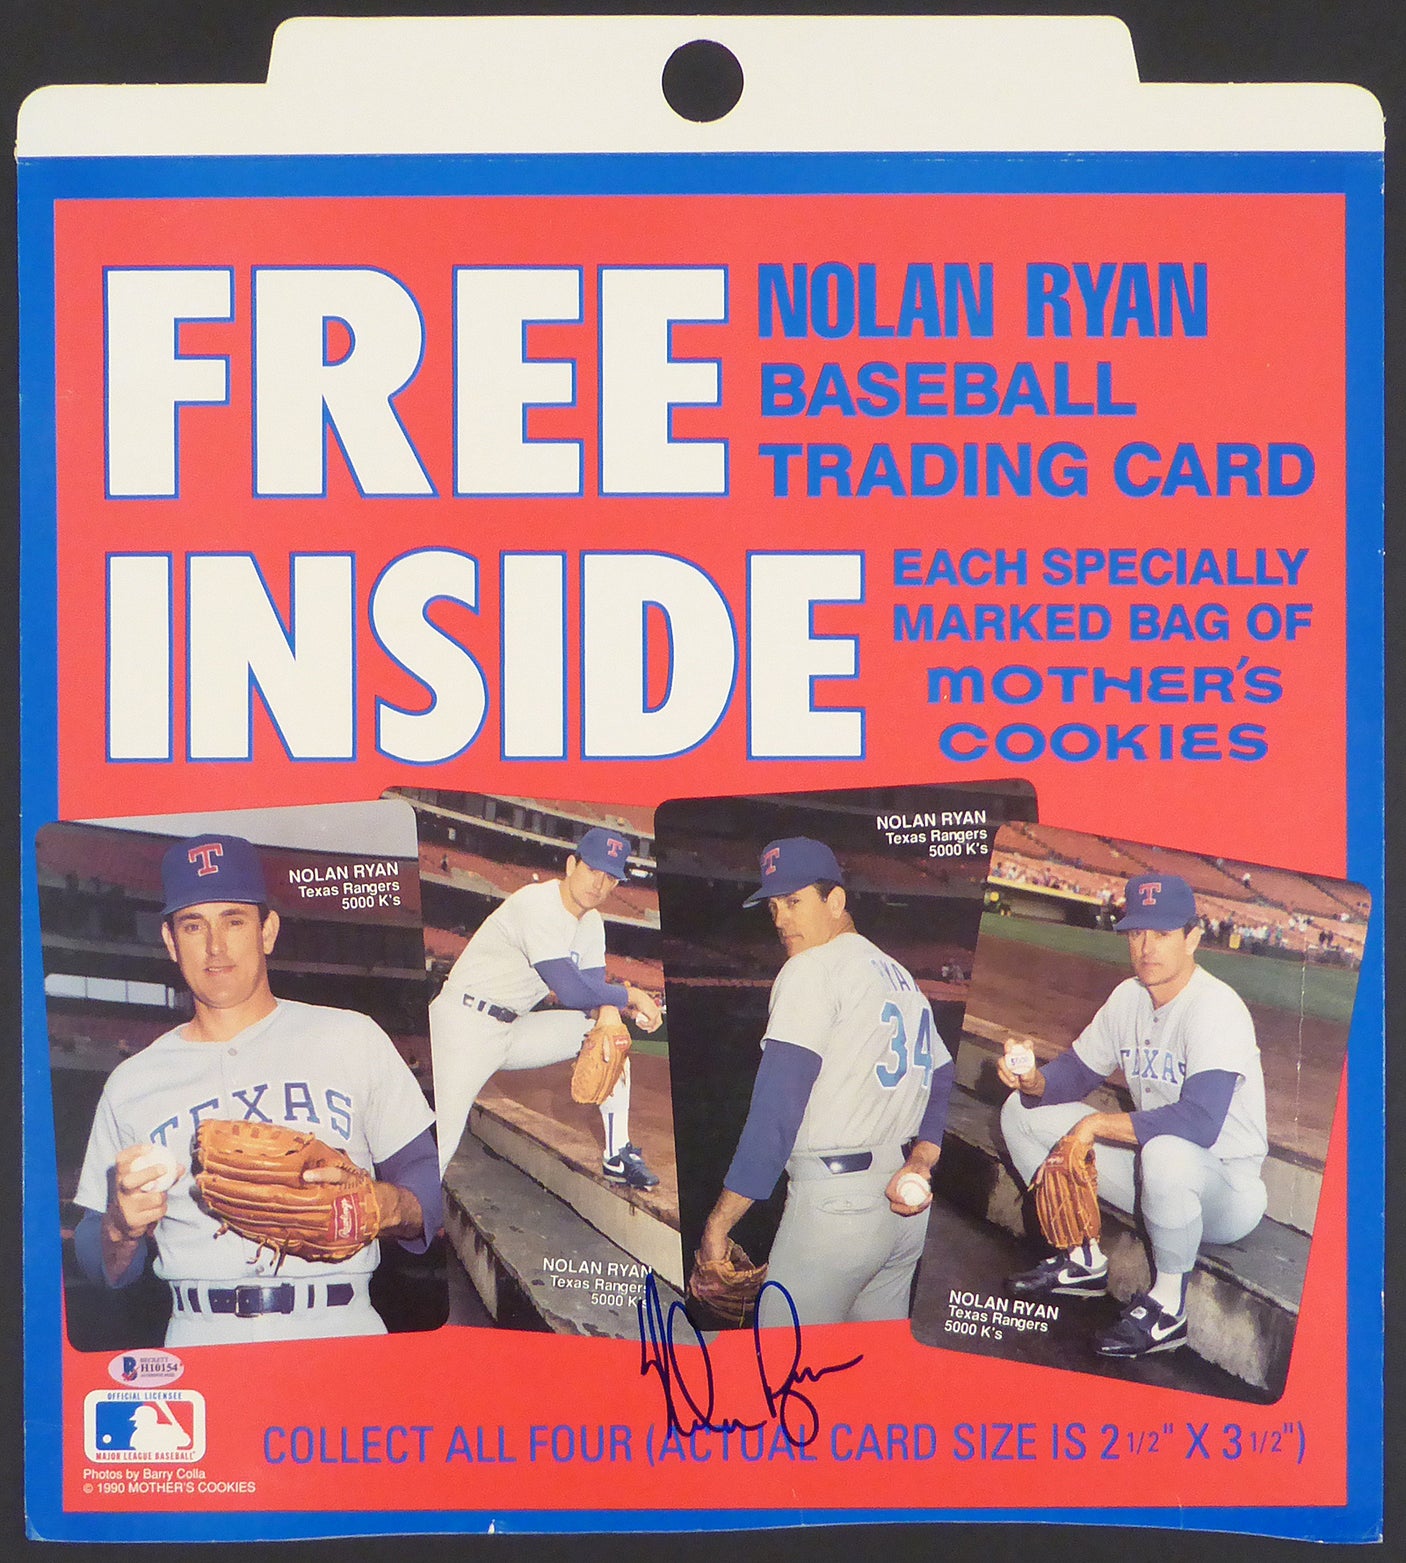 FREE
NOLAN RYAN
BASEBALL
TRADING CARD
INSIDE
EACH SPECIALLY
MARKED BAG OF
MOTHER'S
COOKIES
NOLAN RYAN
Texas Rangers
5000 K's
T
TEXAS
Rawlings
T
NOLAN RYAN
Texas Rangers
5000 K's
NOLAN RYAN
Texas Rangers
5000 K's
T
RYAN
34
T
TEXAS
NOLAN RYAN
Texas Rangers
5000 K's
Nolan Ryan
BECKETT
B H10154
OFFICIAL LICENSEE
MAJOR LEAGUE BASEBALL
COLLECT ALL FOUR (ACTUAL CARD SIZE IS 2 1/2" X 3 1/2")
Photos by Barry Colla
© 1990 MOTHER'S COOKIES